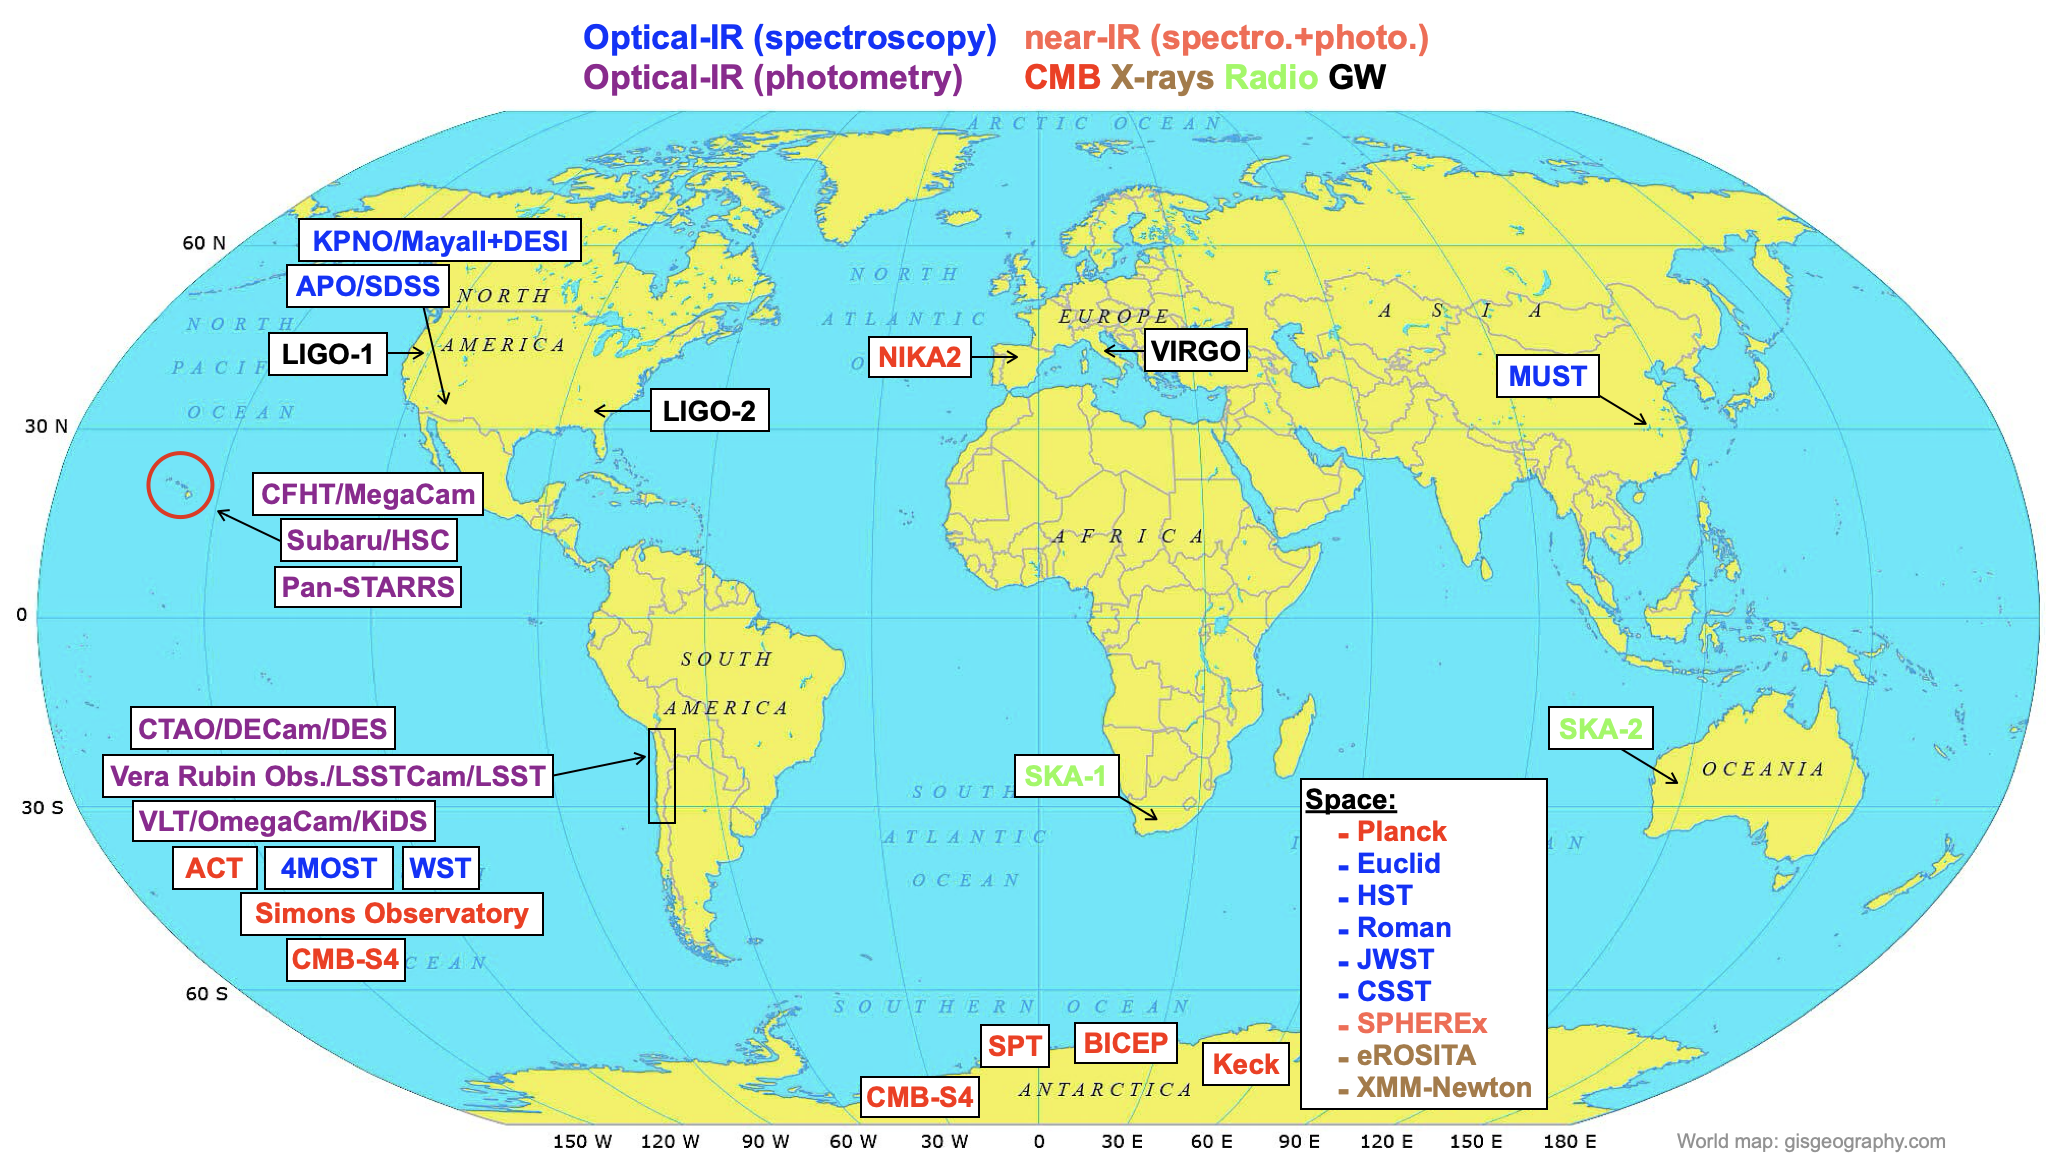 Optical-IR (spectroscopy) near-IR (spectro.+photo.)
Optical-IR (photometry) CMB X-rays Radio GW
ARCTIC OCEAN
60 N
KPNO/Mayall+DESI
APO/SDSS
NORTH
AMERICA
LIGO-1
LIGO-2
NORTH
PACIF
OCEAN
NORTH
ATLANTIC
O
EUROPE
NIKA2
VIRGO
ASIA
MUST
30 N
CFHT/MegaCam
Subaru/HSC
Pan-STARRS
AFRICA
0
SOUTH
AMERICA
CTAO/DECam/DES
Vera Rubin Obs./LSSTCam/LSST
VLT/OmegaCam/KiDS
ACT 4MOST WST
H
Simons Observatory
CMB-S4
CEAN
30 S
SOUTH
ATLANTIC
OCEAN
SKA-1
SKA-2
OCEANIA
I
AN
Space:
- Planck
- Euclid
- HST
- Roman
- JWST
- CSST
- SPHEREx
- eROSITA
- XMM-Newton
60 S
SOUTHERN OCEAN
SPT BICEP Keck
CMB-S4
ANTARCTICA
150 W 120 W 90 W 60 W 30 W 0 30 E 60 E 90 E 120 E 150 E 180 E
World map: gisgeography.com